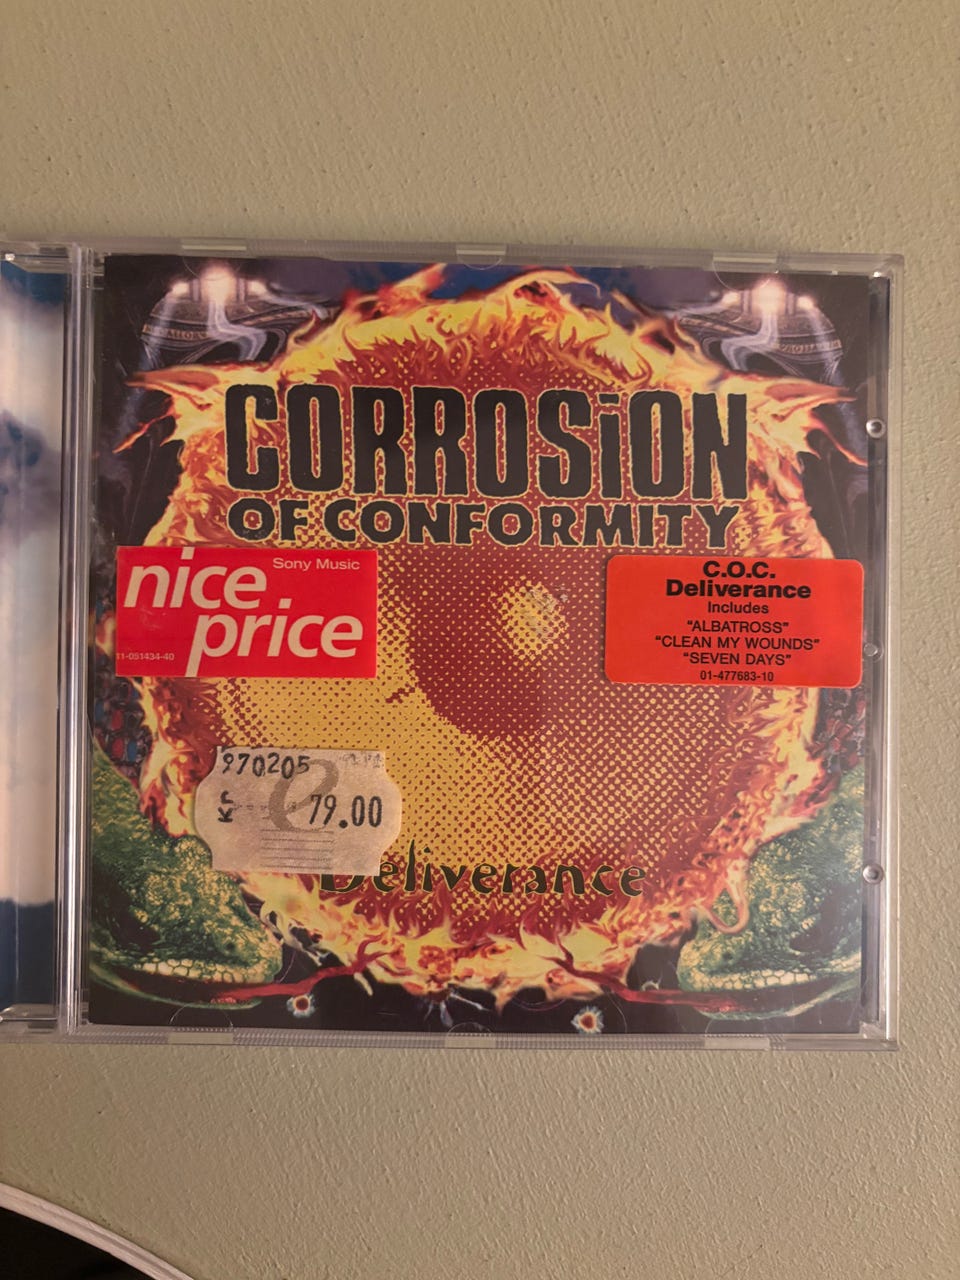 CORROSiON
OF CONFORMITY
nice
Sony Music
price
11-051434-40
C.O.C.
Deliverance
Includes
"ALBATROSS"
"CLEAN MY WOUNDS"
"SEVEN DAYS"
01-477683-10
970205
Kr 79.00
Deliverance